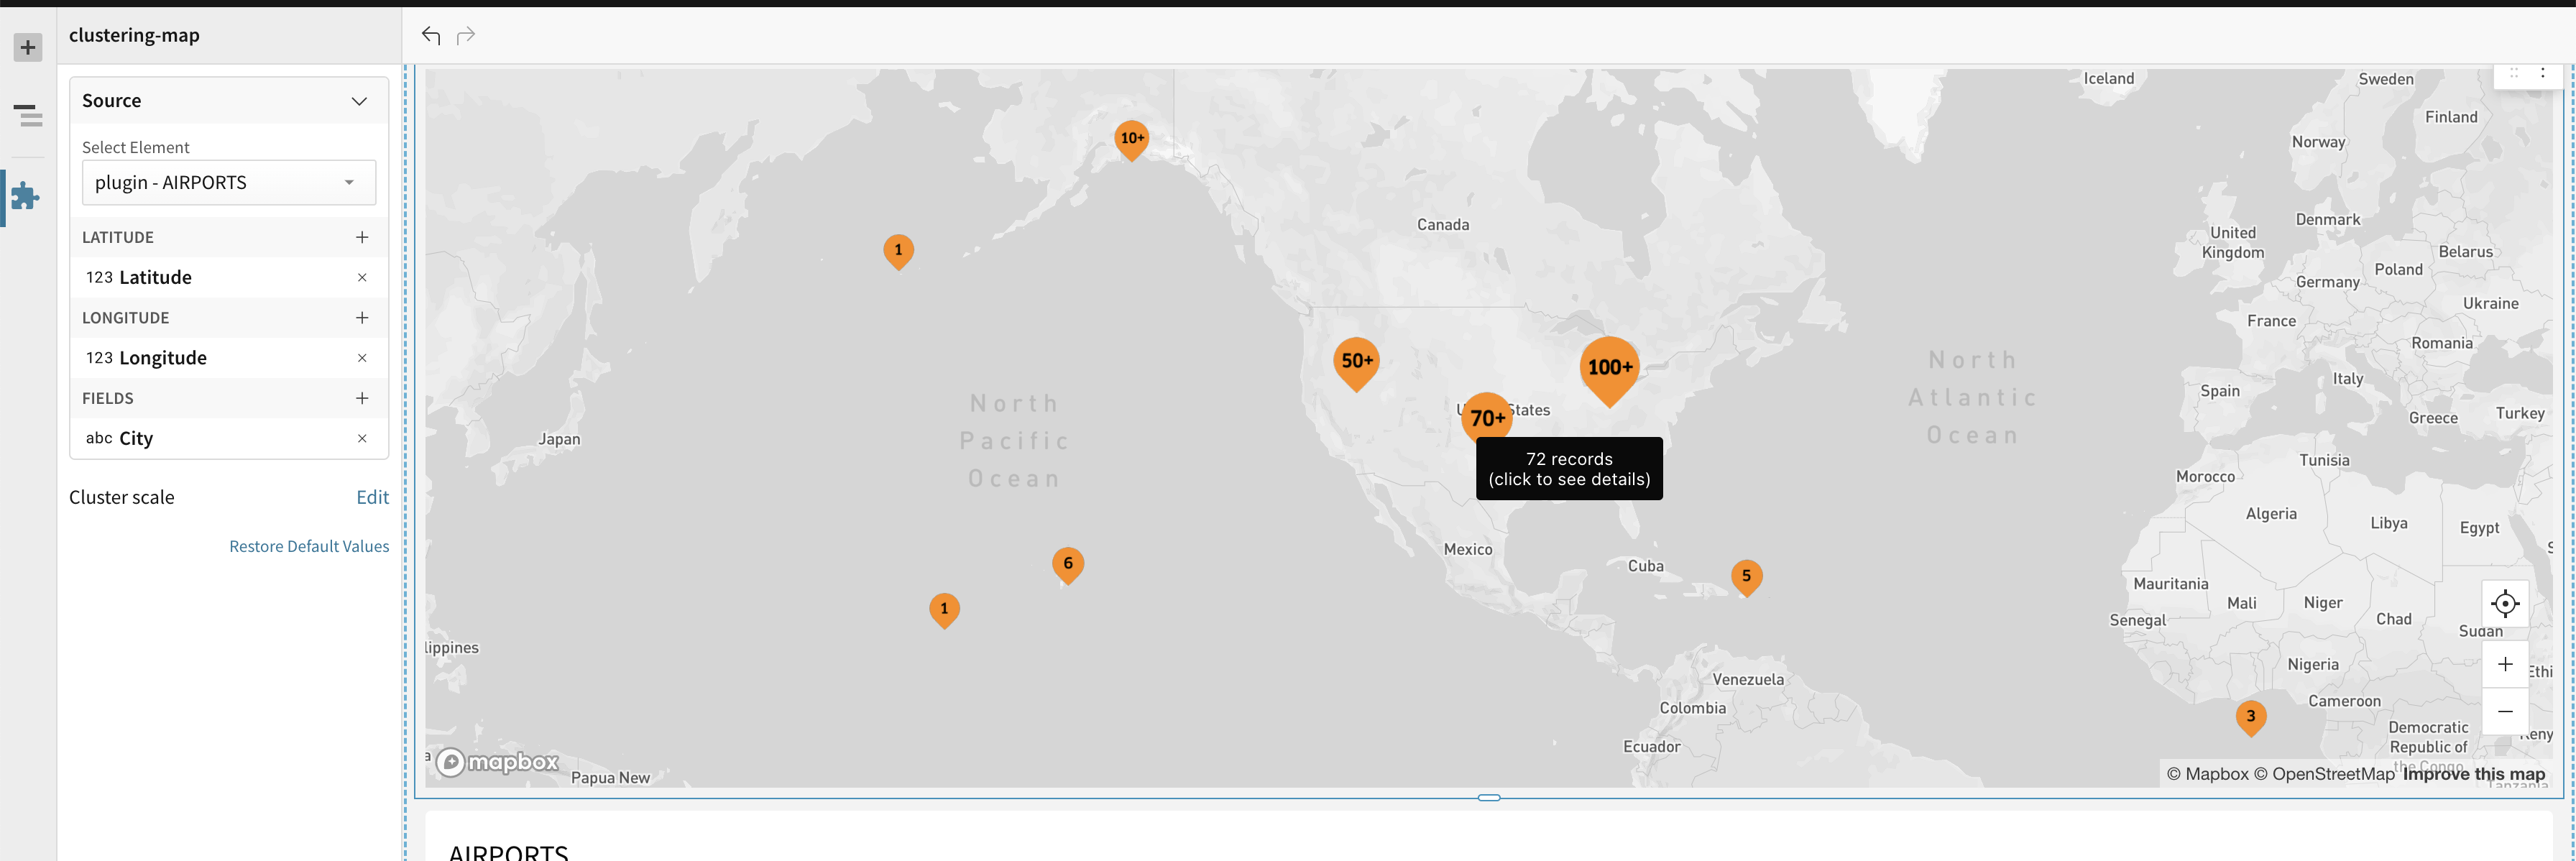 clustering-map
Source
Select Element
plugin - AIRPORTS
LATITUDE
123 Latitude
LONGITUDE
123 Longitude
FIELDS
abc City
Cluster scale
Edit
Restore Default Values
Iceland
Sweden
Finland
Norway
10+
Canada
Denmark
United
Kingdom
1
Belarus
Poland
Germany
Ukraine
France
Romania
50+
100+
North
Atlantic
Ocean
Italy
Spain
North
Pacific
Ocean
States
70+
Greece
Turkey
Japan
72 records
(click to see details)
Tunisia
Morocco
Algeria
Libya
Egypt
Mexico
Cuba
6
5
Mauritania
Mali
Niger
Chad
1
Senegal
Sudan
lippines
Nigeria
Ethi
Venezuela
Cameroon
Colombia
3
Democratic
Republic of
the Congo
Keny
Ecuador
mapbox
Papua New
© Mapbox © OpenStreetMap Improve this map
Tanzania
AIRPORTS